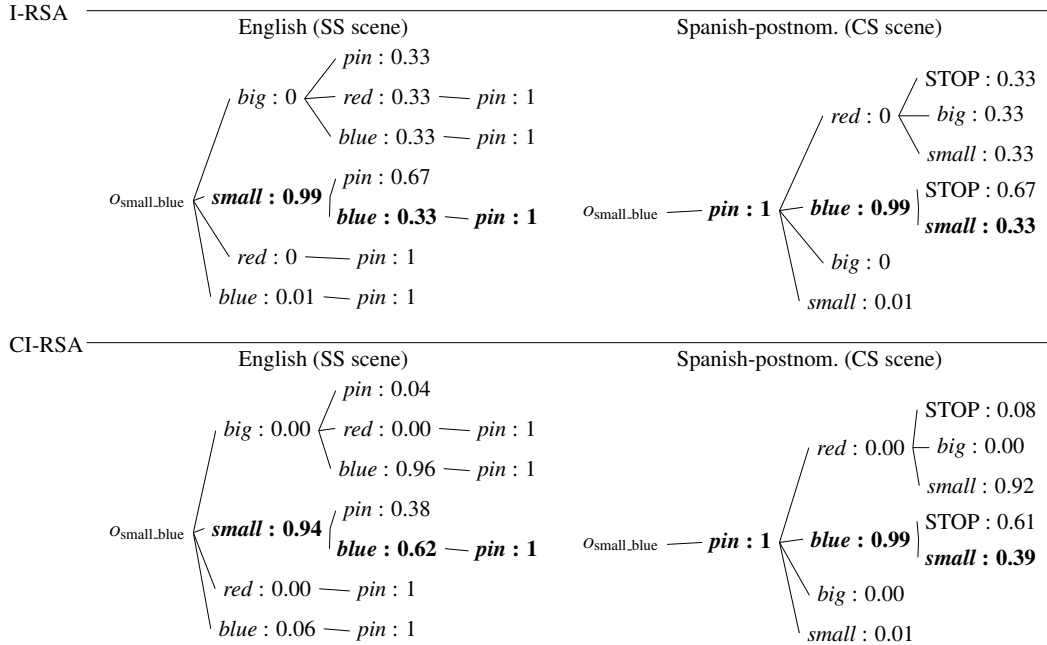 I-RSA
English (SS scene) Spanish-postnom. (CS scene)
pin : 0.33
big : 0 red : 0.33 pin : 1
blue : 0.33 pin : 1
o_small_blue small : 0.99 pin : 0.67
blue : 0.33 pin : 1
red : 0 pin : 1
blue : 0.01 pin : 1
STOP : 0.33
red : 0 big : 0.33
small : 0.33
o_small_blue pin : 1 blue : 0.99 STOP : 0.67
small : 0.33
big : 0
small : 0.01
CI-RSA
English (SS scene) Spanish-postnom. (CS scene)
pin : 0.04
big : 0.00 red : 0.00 pin : 1
blue : 0.96 pin : 1
o_small_blue small : 0.94 pin : 0.38
blue : 0.62 pin : 1
red : 0.00 pin : 1
blue : 0.06 pin : 1
STOP : 0.08
red : 0.00 big : 0.00
small : 0.92
o_small_blue pin : 1 blue : 0.99 STOP : 0.61
small : 0.39
big : 0.00
small : 0.01